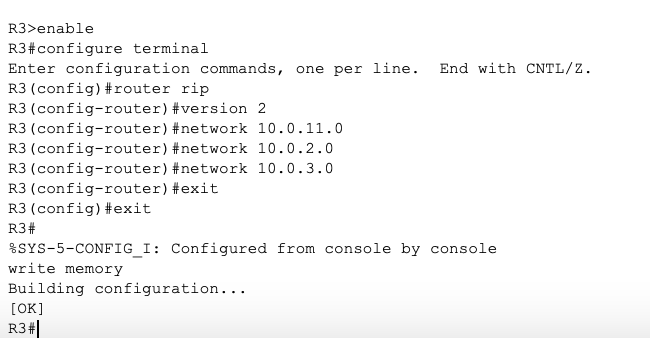 R3>enable
R3#configure terminal
Enter configuration commands, one per line.  End with CNTL/Z.
R3(config)#router rip
R3(config-router)#version 2
R3(config-router)#network 10.0.11.0
R3(config-router)#network 10.0.2.0
R3(config-router)#network 10.0.3.0
R3(config-router)#exit
R3(config)#exit
R3#
%SYS-5-CONFIG_I: Configured from console by console
write memory
Building configuration...
[OK]
R3#